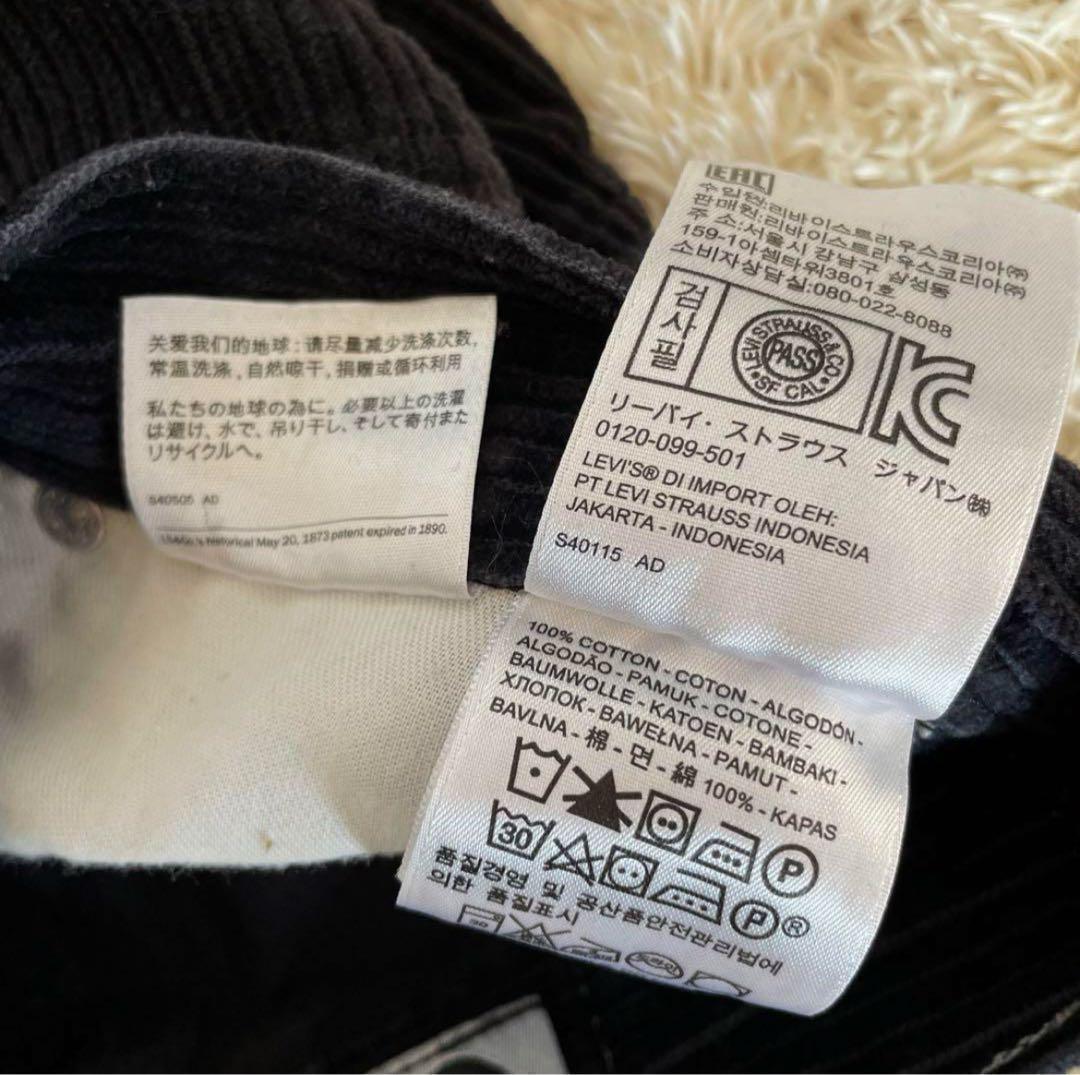 关爱我们的地球：请尽量减少洗涤次数，
常温洗涤，自然晾干，捐赠或循环利用
私たちの地球の為に。必要以上の洗濯
は避け、水で、吊り干し、そして寄付また
リサイクルへ。
S40505 AD
historical May 20, 1873 patent expired in 1890.
EAC
수입원:리바이스트라우스코리아㈜
판매원:리바이스트라우스코리아㈜
주 소:서울시 강남구 삼성동
159-1아셈타워3801호
소비자상담실:080-022-8088
검사필
LEVI STRAUSS & CO
PASS
SF CAL
KC
リーバイ・ストラウス ジャパン㈱
0120-099-501
LEVI'S® DI IMPORT OLEH:
PT LEVI STRAUSS INDONESIA
JAKARTA - INDONESIA
S40115 AD
100% COTTON - COTON - ALGODÓN -
ALGODÃO - PAMUK - COTONE -
BAUMWOLLE - KATOEN - BAMBAKI -
ХЛОПОК - BAWEŁNA - PAMUT -
BAVLNA - 棉 - 면 - 綿 100% - KAPAS
P
30
P ®
품질경영 및 공산품안전관리법에
의한 품질표시
30
드라이